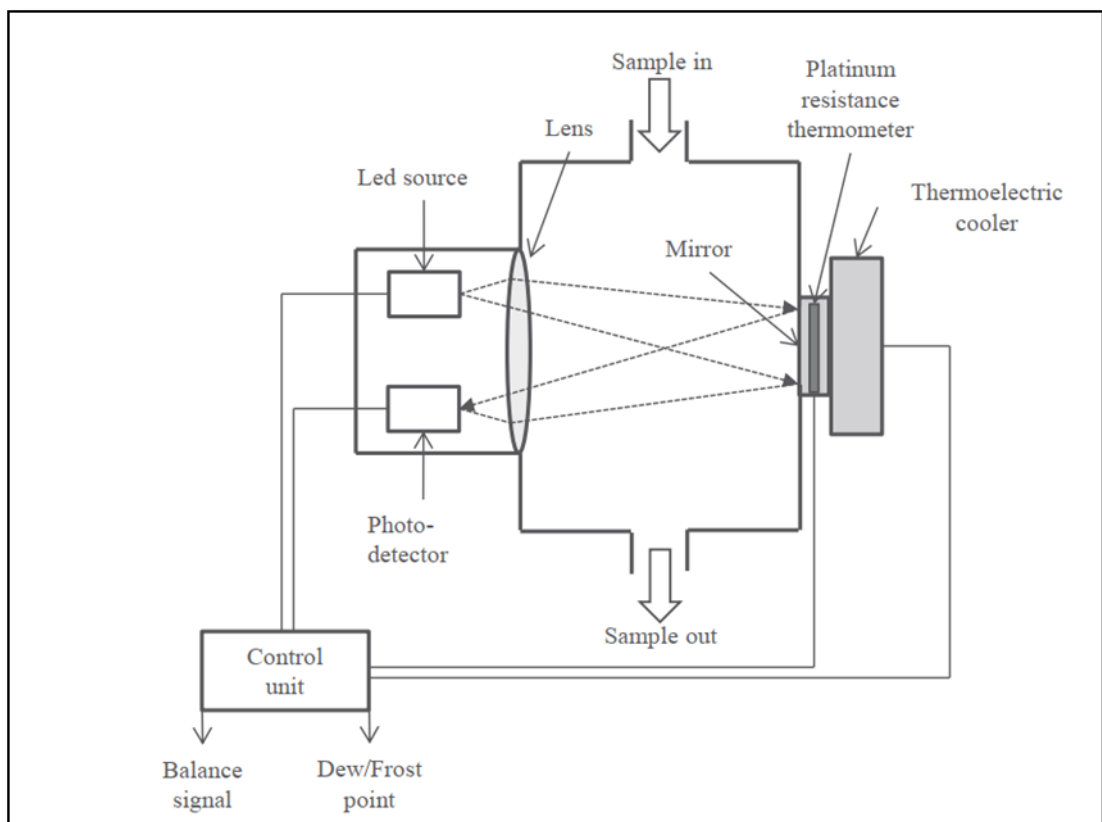 Sample in
Platinum
resistance
thermometer
Lens
Led source
Thermoelectric
cooler
Mirror
Photo-
detector
Sample out
Control
unit
Balance
signal
Dew/Frost
point